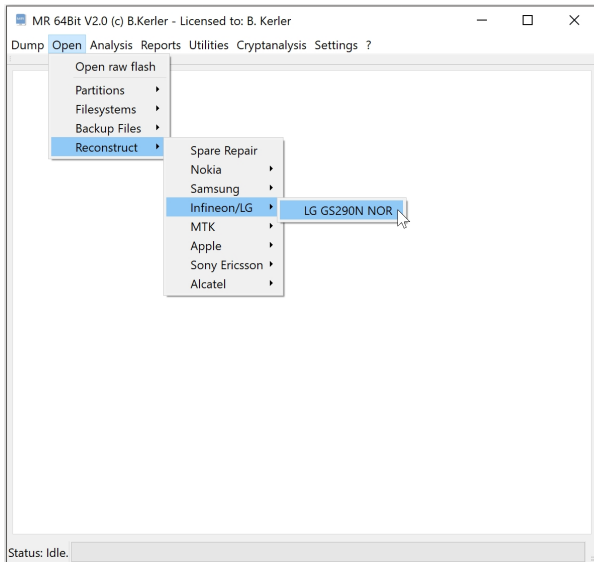 MR 64Bit V2.0 (c) B.Kerler - Licensed to: B. Kerler
Dump Open Analysis Reports Utilities Cryptanalysis Settings ?
Open raw flash
Partitions
Filesystems
Backup Files
Reconstruct
Spare Repair
Nokia
Samsung
Infineon/LG
MTK
Apple
Sony Ericsson
Alcatel
LG GS290N NOR
Status: Idle.